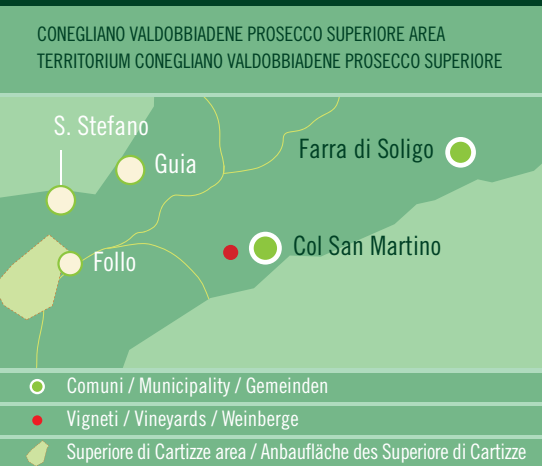 CONEGLIANO VALDOBBIADENE PROSECCO SUPERIORE AREA
TERRITORIUM CONEGLIANO VALDOBBIADENE PROSECCO SUPERIORE
S. Stefano
Guia
Farra di Soligo
Col San Martino
Follo
Comuni / Municipality / Gemeinden
Vigneti / Vineyards / Weinberge
Superiore di Cartizze area / Anbaufläche des Superiore di Cartizze